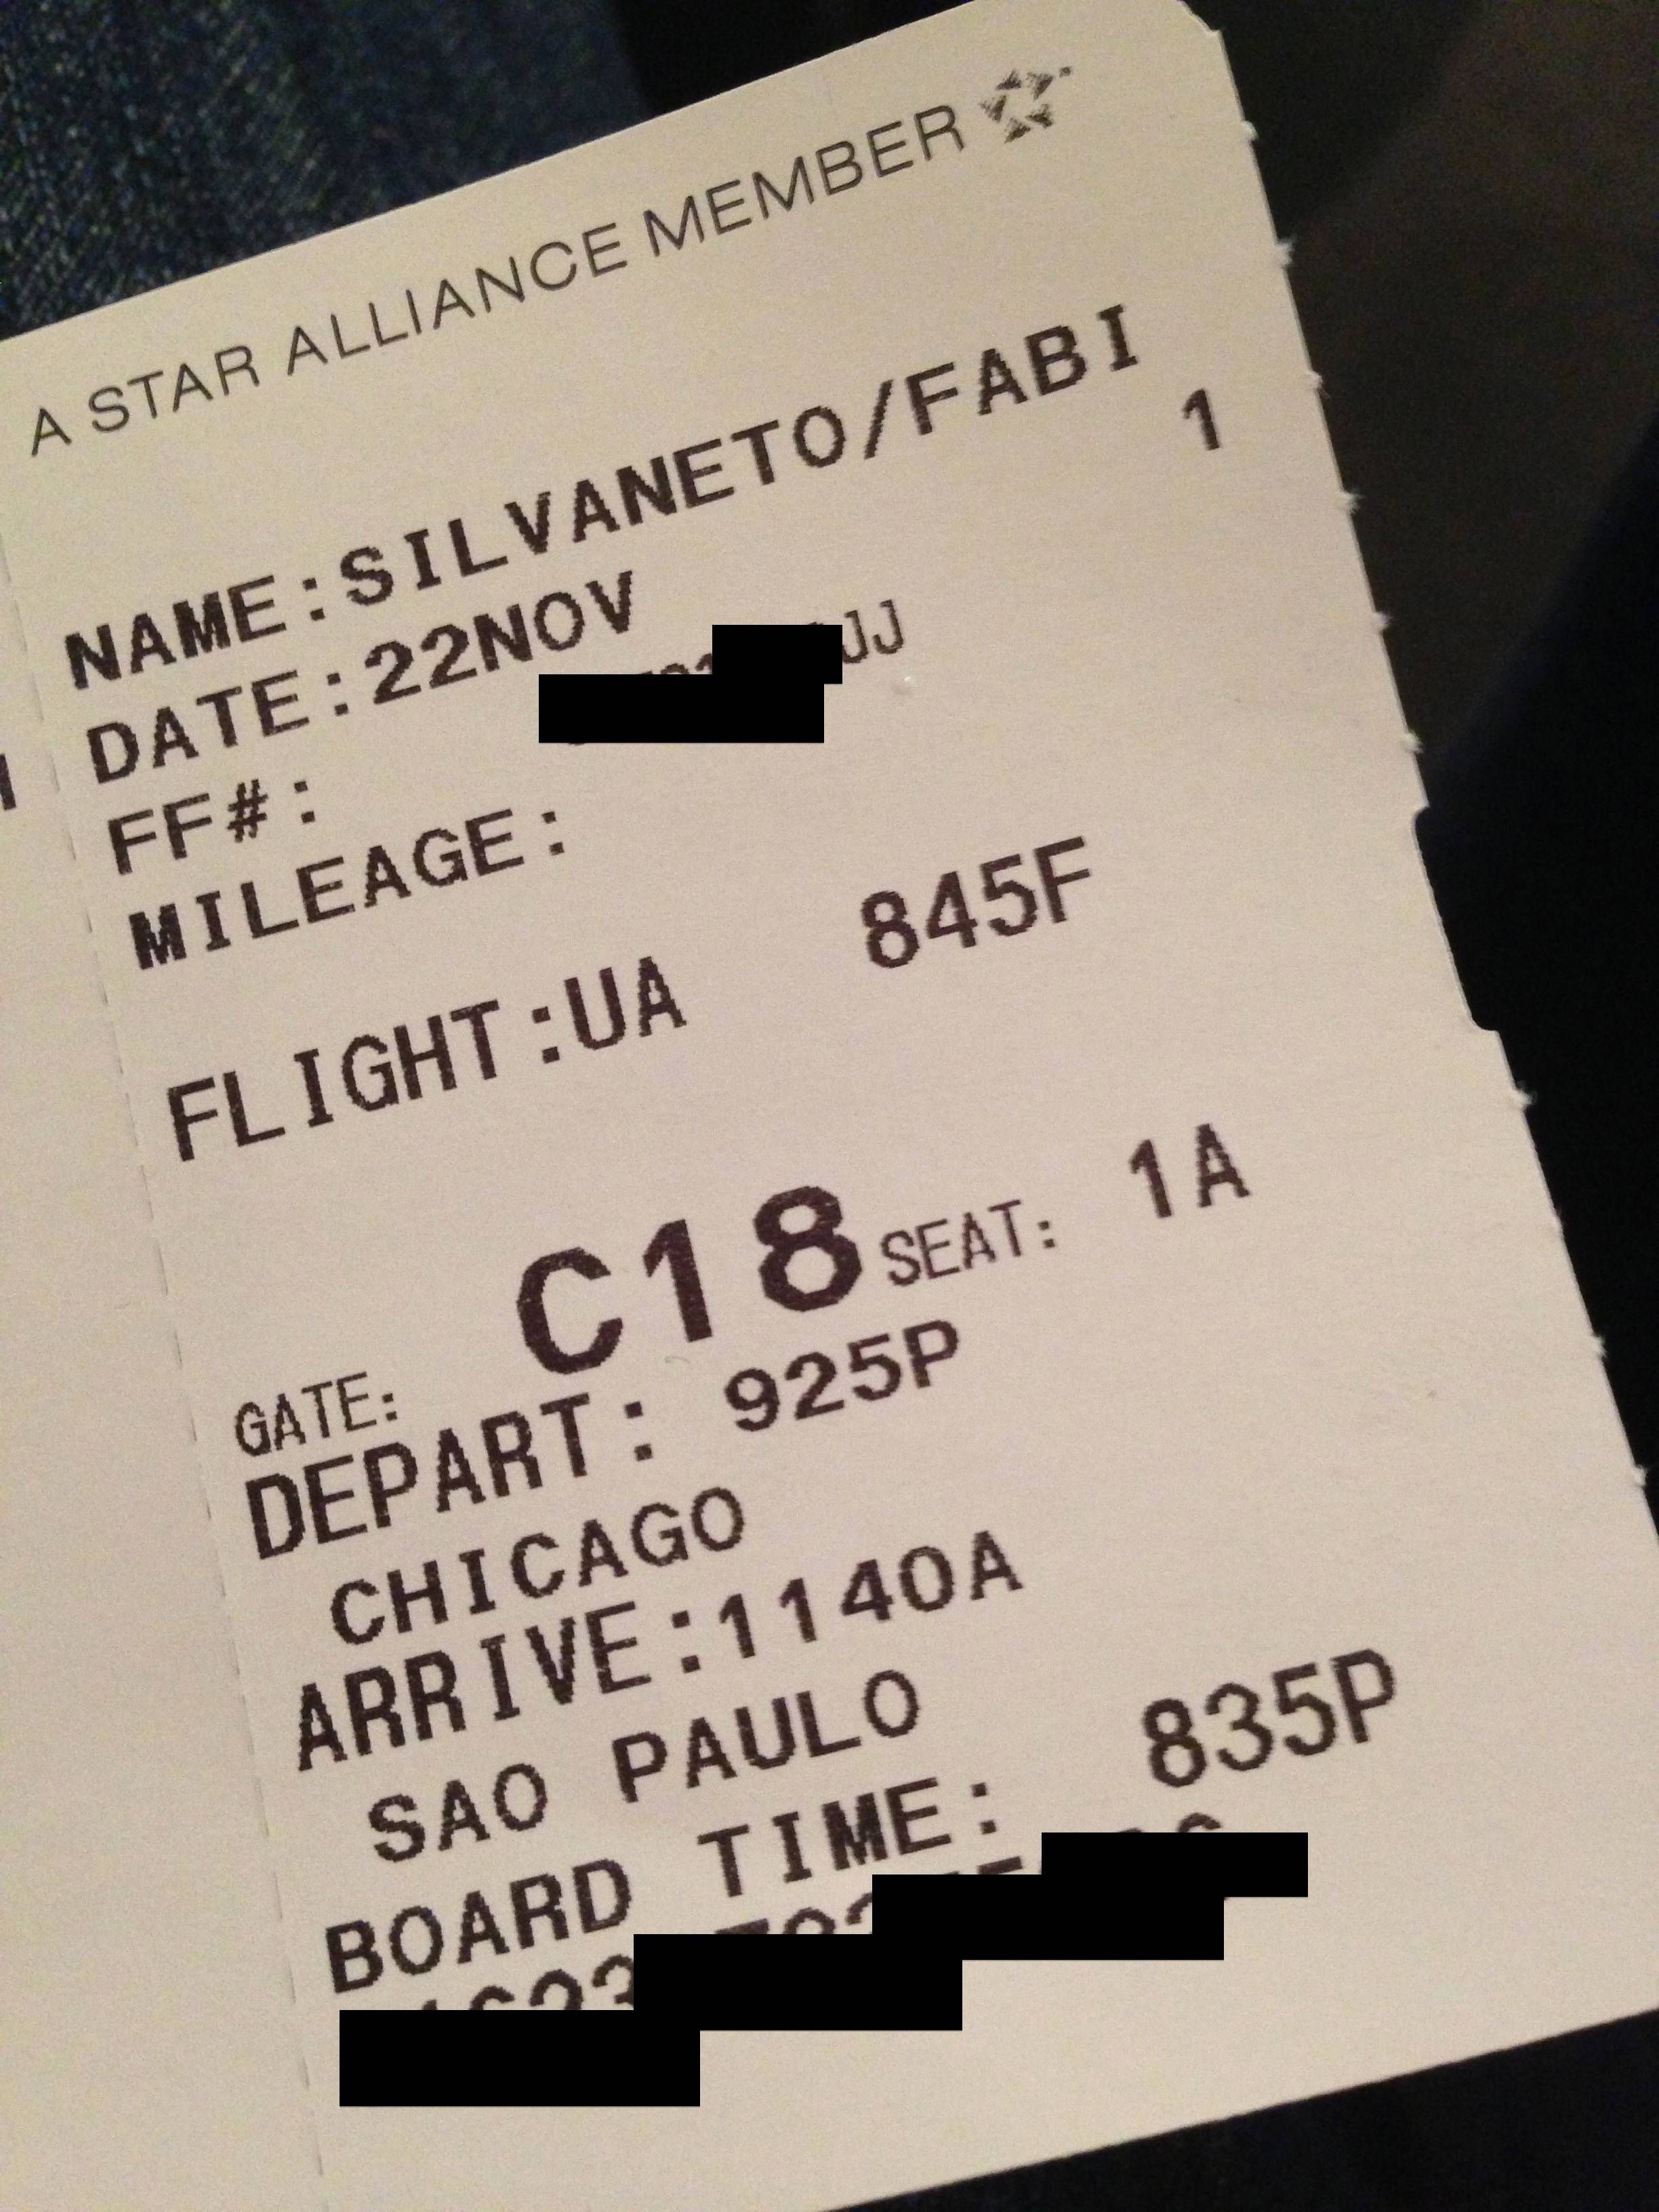 A STAR ALLIANCE MEMBER
NAME:SILVANETO/FABI
1
DATE:22NOV
JJ
FF#:
MILEAGE:
FLIGHT:UA 845F
GATE: C18 SEAT: 1A
DEPART: 925P
CHICAGO
ARRIVE:1140A
SAO PAULO
BOARD TIME: 835P